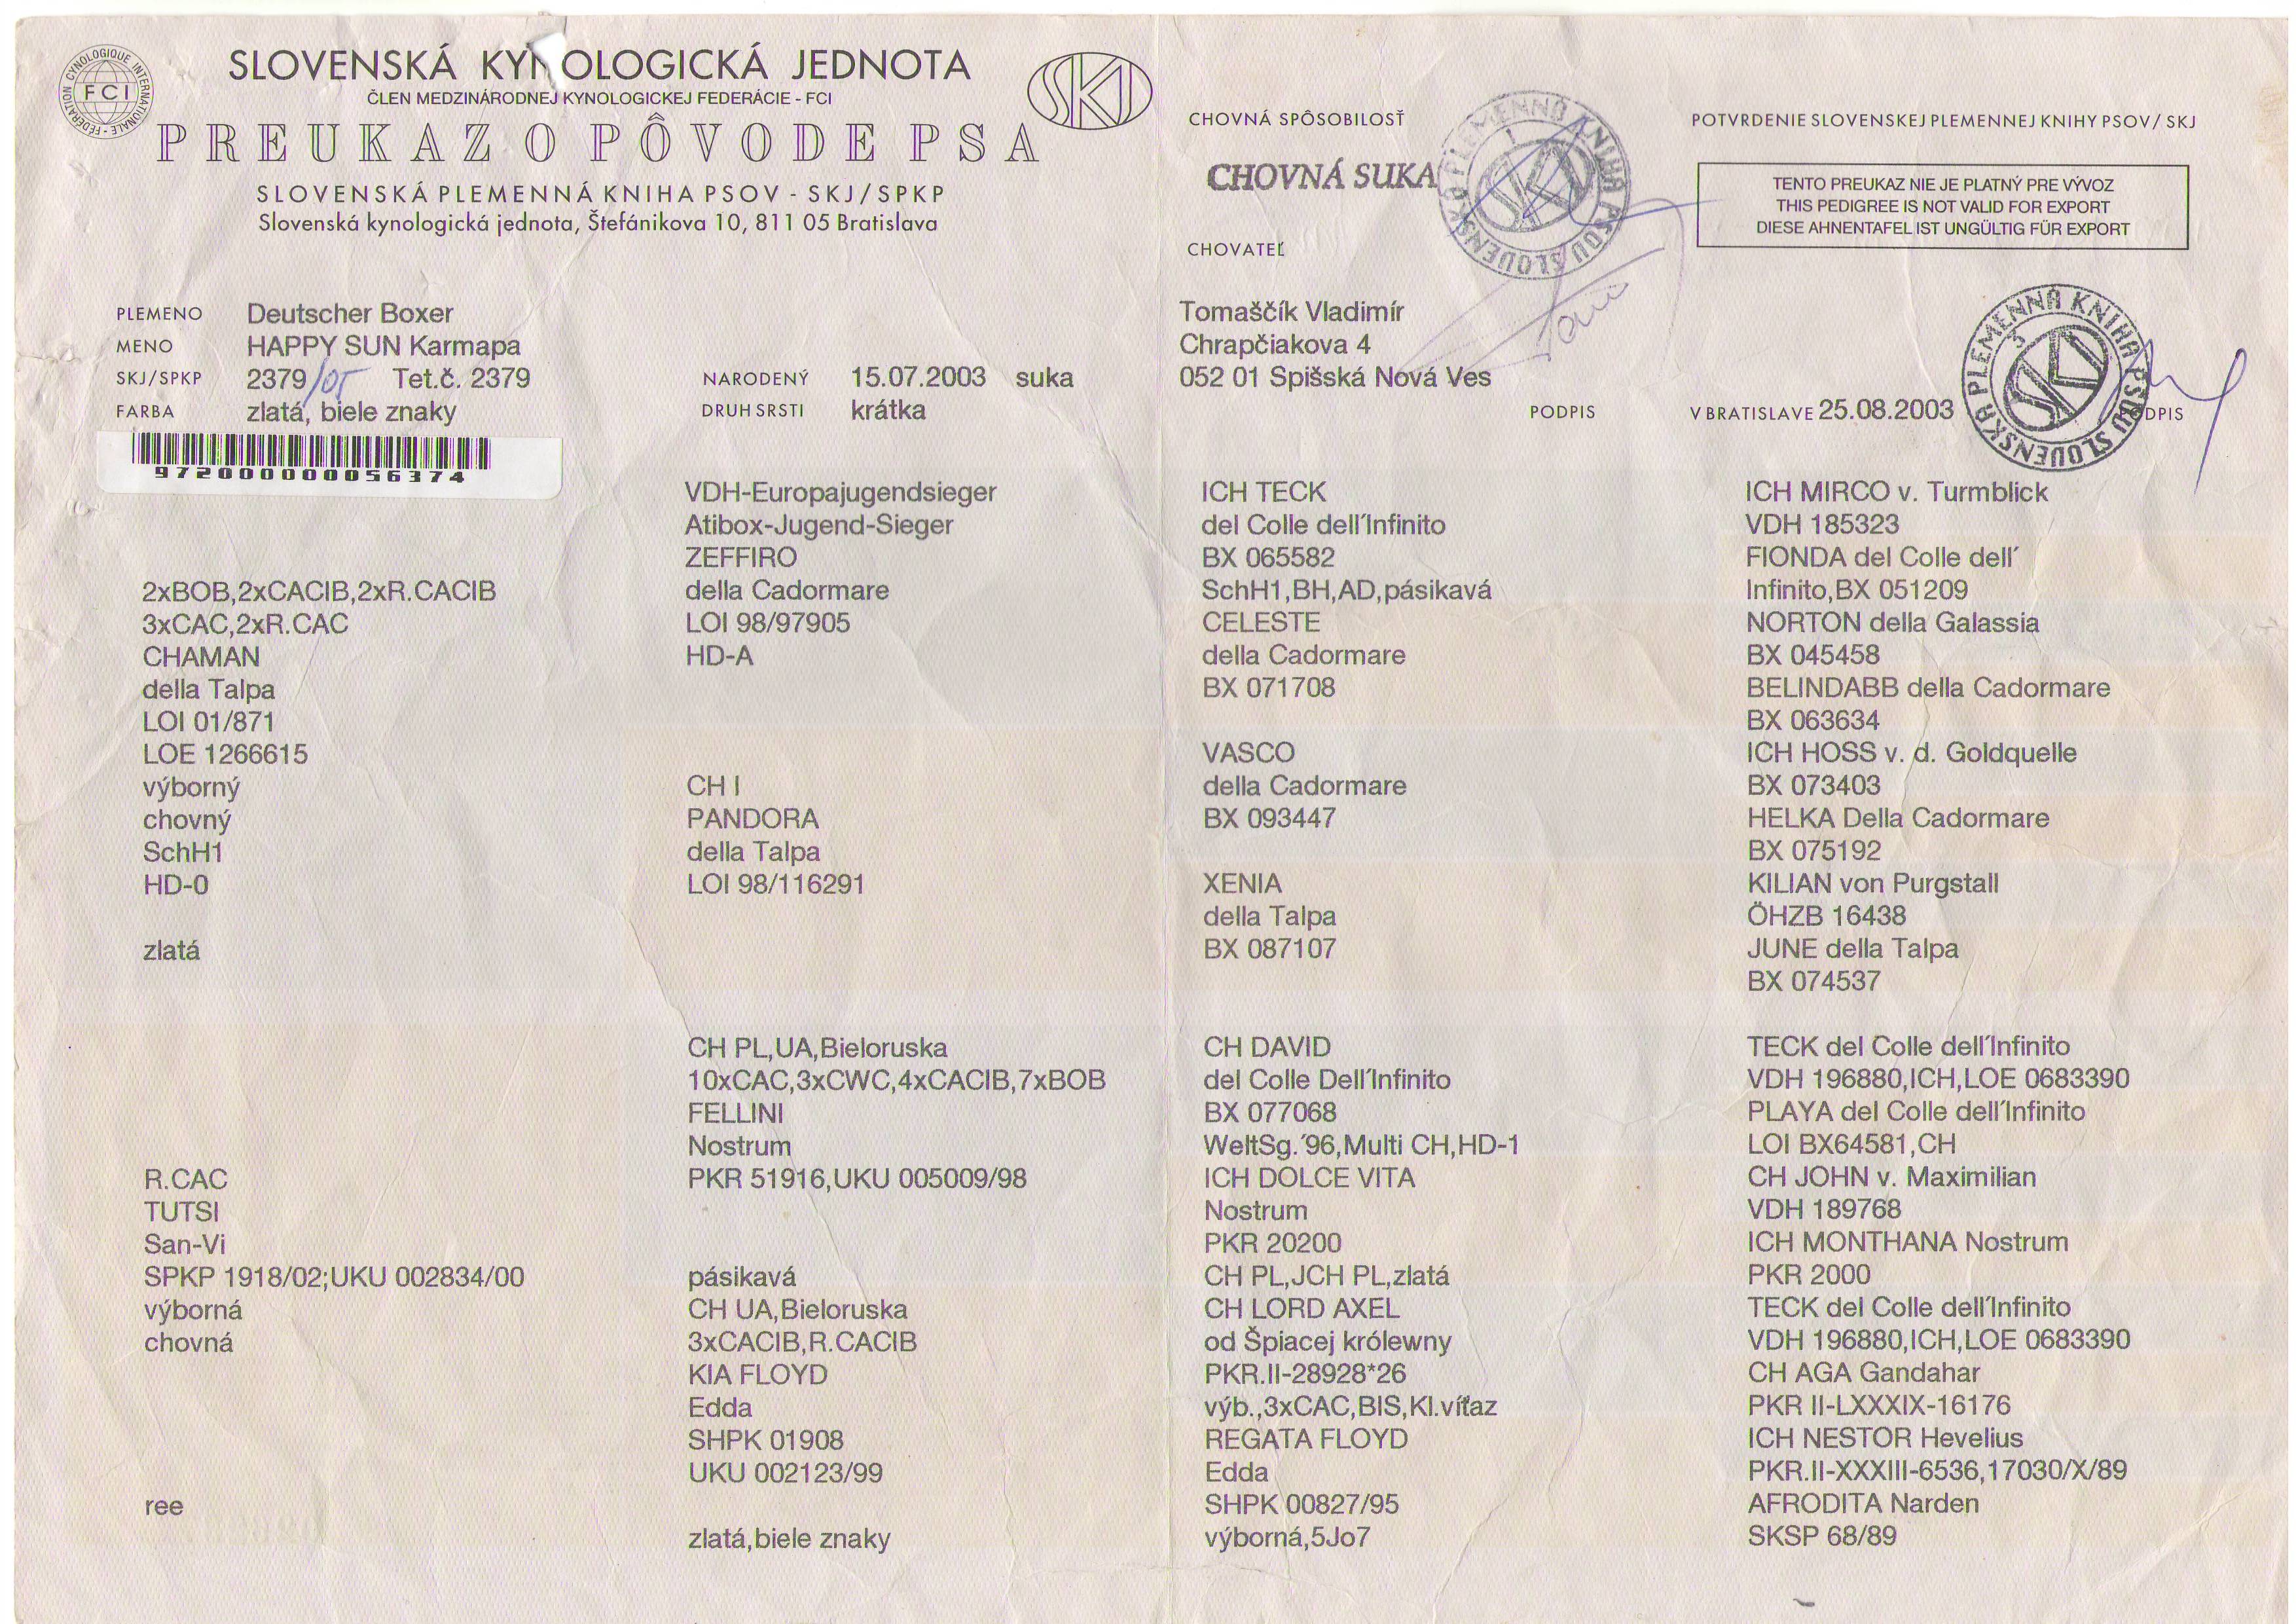 FEDERATION CYNOLOGIQUE INTERNATIONALE
FCI
SLOVENSKÁ KYNOLOGICKÁ JEDNOTA
ČLEN MEDZINÁRODNEJ KYNOLOGICKEJ FEDERÁCIE - FCI
SKJ
PREUKAZ O PÔVODE PSA
SLOVENSKÁ PLEMENNÁ KNIHA PSOV - SKJ/SPKP
Slovenská kynologická jednota, Štefánikova 10, 811 05 Bratislava
PLEMENO Deutscher Boxer
MENO HAPPY SUN Karmapa
SKJ/SPKP 2379/05 Tet.č. 2379
FARBA zlatá, biele znaky
NARODENÝ 15.07.2003 suka
DRUH SRSTI krátka
972000000056374
CHOVNÁ SPÔSOBILOSŤ
CHOVNÁ SUKA
PLEMENNA KNIHA PSOV SLOVENSKA
SKJ
CHOVATEĽ
Tomaščík Vladimír
Chrapčiakova 4
052 01 Spišská Nová Ves
PODPIS
POTVRDENIE SLOVENSKEJ PLEMENNEJ KNIHY PSOV/ SKJ
TENTO PREUKAZ NIE JE PLATNÝ PRE VÝVOZ
THIS PEDIGREE IS NOT VALID FOR EXPORT
DIESE AHNENTAFEL IST UNGÜLTIG FÜR EXPORT
V BRATISLAVE 25.08.2003
PLEMENNA KNIHA PSOV SLOVENSKA
3
SKJ
PODPIS
2xBOB,2xCACIB,2xR.CACIB
3xCAC,2xR.CAC
CHAMAN
della Talpa
LOI 01/871
LOE 1266615
výborný
chovný
SchH1
HD-0
zlatá
R.CAC
TUTSI
San-Vi
SPKP 1918/02;UKU 002834/00
výborná
chovná
ree
VDH-Europajugendsieger
Atibox-Jugend-Sieger
ZEFFIRO
della Cadormare
LOI 98/97905
HD-A
CH I
PANDORA
della Talpa
LOI 98/116291
CH PL,UA,Bieloruska
10xCAC,3xCWC,4xCACIB,7xBOB
FELLINI
Nostrum
PKR 51916,UKU 005009/98
pásikavá
CH UA,Bieloruska
3xCACIB,R.CACIB
KIA FLOYD
Edda
SHPK 01908
UKU 002123/99
zlatá,biele znaky
ICH TECK
del Colle dell´Infinito
BX 065582
SchH1,BH,AD,pásikavá
CELESTE
della Cadormare
BX 071708
VASCO
della Cadormare
BX 093447
XENIA
della Talpa
BX 087107
CH DAVID
del Colle Dell´Infinito
BX 077068
WeltSg.´96,Multi CH,HD-1
ICH DOLCE VITA
Nostrum
PKR 20200
CH PL,JCH PL,zlatá
CH LORD AXEL
od Špiacej królewny
PKR.II-28928*26
výb.,3xCAC,BIS,Kl.víťaz
REGATA FLOYD
Edda
SHPK 00827/95
výborná,5Jo7
ICH MIRCO v. Turmblick
VDH 185323
FIONDA del Colle dell´
Infinito,BX 051209
NORTON della Galassia
BX 045458
BELINDABB della Cadormare
BX 063634
ICH HOSS v. d. Goldquelle
BX 073403
HELKA Della Cadormare
BX 075192
KILIAN von Purgstall
ÖHZB 16438
JUNE della Talpa
BX 074537
TECK del Colle dell´Infinito
VDH 196880,ICH,LOE 0683390
PLAYA del Colle dell´Infinito
LOI BX64581,CH
CH JOHN v. Maximilian
VDH 189768
ICH MONTHANA Nostrum
PKR 2000
TECK del Colle dell´Infinito
VDH 196880,ICH,LOE 0683390
CH AGA Gandahar
PKR II-LXXXIX-16176
ICH NESTOR Hevelius
PKR.II-XXXIII-6536,17030/X/89
AFRODITA Narden
SKSP 68/89